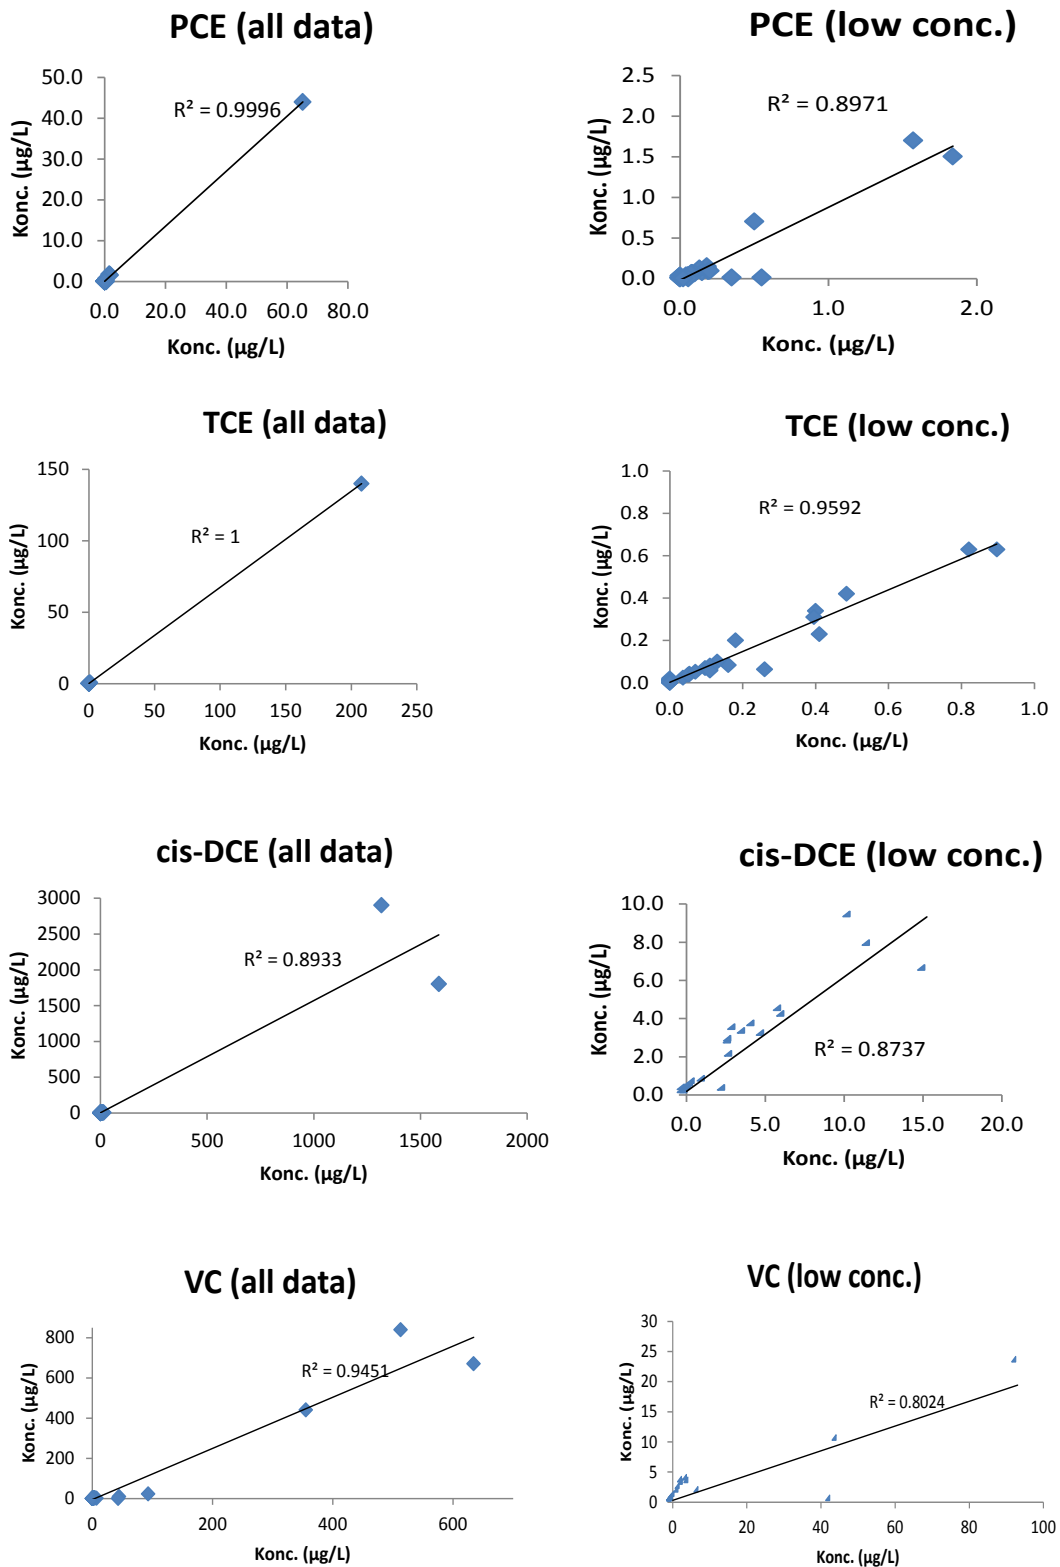 PCE (all data)
50.0
40.0
30.0
20.0
10.0
0.0
R² = 0.9996
0.0 20.0 40.0 60.0 80.0
Konc. (µg/L)
Konc. (µg/L)
PCE (low conc.)
2.5
2.0
1.5
1.0
0.5
0.0
R² = 0.8971
0.0 1.0 2.0
Konc. (µg/L)
Konc. (µg/L)
TCE (all data)
150
100
50
0
R² = 1
0 50 100 150 200 250
Konc. (µg/L)
Konc. (µg/L)
TCE (low conc.)
1.0
0.8
0.6
0.4
0.2
0.0
R² = 0.9592
0.0 0.2 0.4 0.6 0.8 1.0
Konc. (µg/L)
Konc. (µg/L)
cis-DCE (all data)
3000
2500
2000
1500
1000
500
0
R² = 0.8933
0 500 1000 1500 2000
Konc. (µg/L)
Konc. (µg/L)
cis-DCE (low conc.)
10.0
8.0
6.0
4.0
2.0
0.0
R² = 0.8737
0.0 5.0 10.0 15.0 20.0
Konc. (µg/L)
Konc. (µg/L)
VC (all data)
800
600
400
200
0
R² = 0.9451
0 200 400 600
Konc. (µg/L)
Konc. (µg/L)
VC (low conc.)
30
25
20
15
10
5
0
R² = 0.8024
0 20 40 60 80 100
Konc. (µg/L)
Konc. (µg/L)